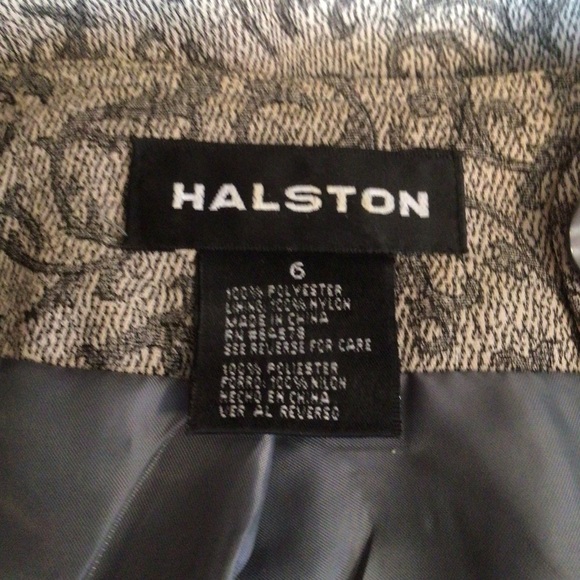 HALSTON
6
100% POLYESTER
LINING: 100% NYLON
MADE IN CHINA
RN
SEE REVERSE FOR CARE
100% POLIESTER
FORRO: 100% NILON
HECHO EN CHINA
VER AL REVERSO